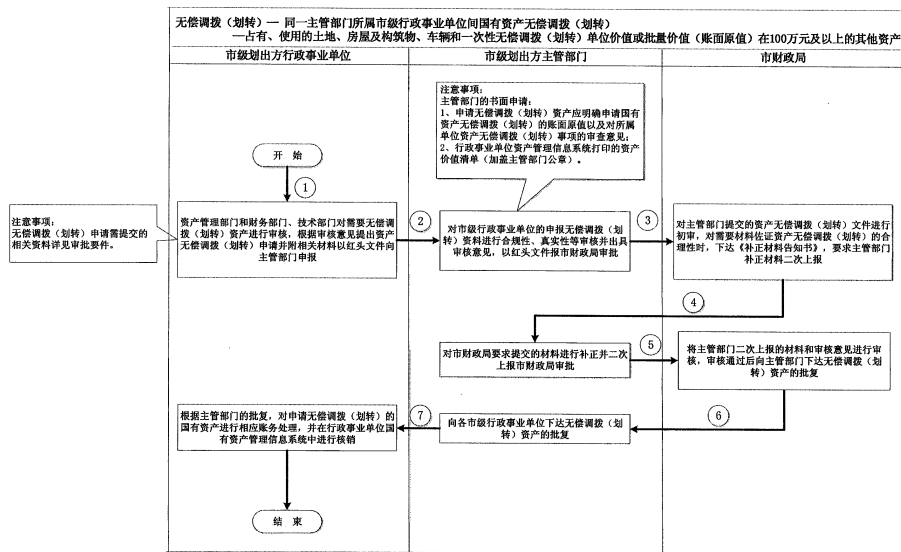 无偿调拨（划转）— 同一主管部门所属市级行政事业单位间国有资产无偿调拨（划转）
—占有、使用的土地、房屋及构筑物、车辆和一次性无偿调拨（划转）单位价值或批量价值（账面原值）在100万元及以上的其他资产
市级划出方行政事业单位
市级划出方主管部门
市财政局
注意事项：
主管部门的书面申请：
1、申请无偿调拨（划转）资产应明确申请国有
资产无偿调拨（划转）的账面原值以及对所属
单位资产无偿调拨（划转）事项的审查意见；
2、行政事业单位资产管理信息系统打印的资产
价值清单（加盖主管部门公章）。
开 始
①
注意事项：
无偿调拨（划转）申请需提交的
相关资料详见审批要件。
资产管理部门和财务部门、技术部门对需要无偿调
拨（划转）资产进行审核，根据审核意见提出资产
无偿调拨（划转）申请并附相关材料以红头文件向
主管部门申报
②
对市级行政事业单位的申报无偿调拨（划
转）资料进行合规性、真实性等审核并出具
审核意见，以红头文件报市财政局审批
③
对主管部门提交的资产无偿调拨（划转）文件进行
初审，对需要材料佐证资产无偿调拨（划转）的合
理性时，下达《补正材料告知书》，要求主管部门
补正材料二次上报
④
对市财政局要求提交的材料进行补正并二次
上报市财政局审批
⑤
将主管部门二次上报的材料和审核意见进行审
核，审核通过后向主管部门下达无偿调拨（划
转）资产的批复
⑥
向各市级行政事业单位下达无偿调拨（划
转）资产的批复
⑦
根据主管部门的批复，对申请无偿调拨（划转）的
国有资产进行相应账务处理，并在行政事业单位国
有资产管理信息系统中进行核销
结 束